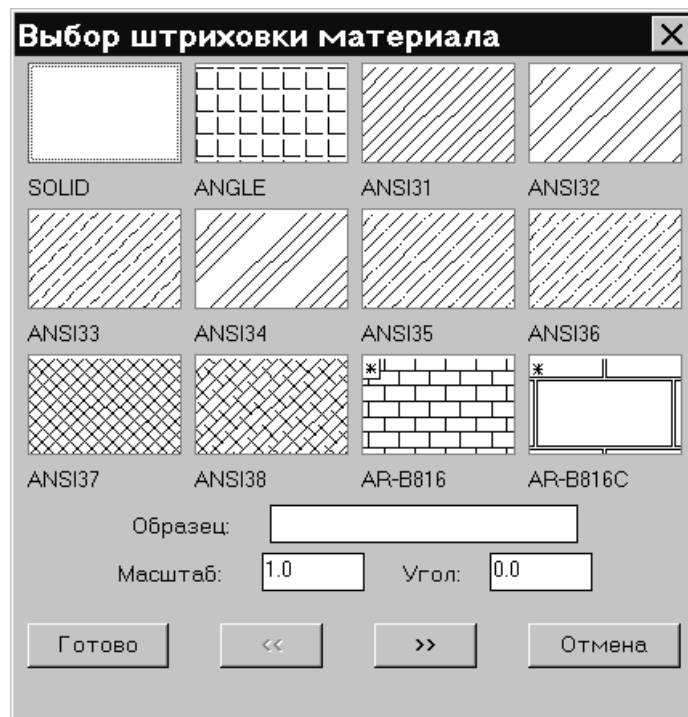 Выбор штриховки материала
SOLID ANGLE ANSI31 ANSI32
ANSI33 ANSI34 ANSI35 ANSI36
* *
ANSI37 ANSI38 AR-B816 AR-B816C
Образец:
Масштаб: 1.0 Угол: 0.0
Готово << >> Отмена